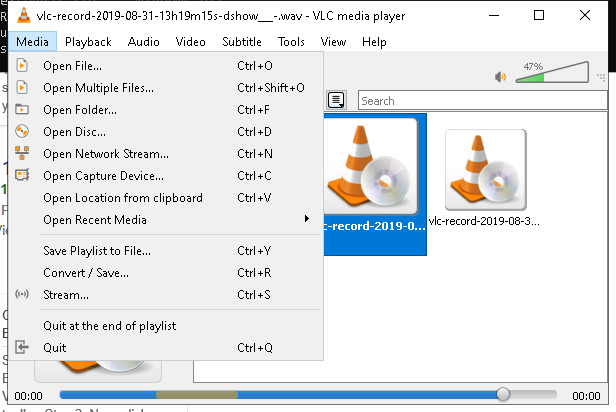 vlc-record-2019-08-31-13h19m15s-dshow___-.wav - VLC media player
Media Playback Audio Video Subtitle Tools View Help
Open File... Ctrl+O
47%
Open Multiple Files... Ctrl+Shift+O
Open Folder... Ctrl+F
Search
Open Disc... Ctrl+D
Open Network Stream... Ctrl+N
Open Capture Device... Ctrl+C
Open Location from clipboard Ctrl+V
Open Recent Media
lc-record-2019-0...
vlc-record-2019-08-3...
Save Playlist to File... Ctrl+Y
Convert / Save... Ctrl+R
Stream... Ctrl+S
Quit at the end of playlist
Quit Ctrl+Q
00:00 00:00